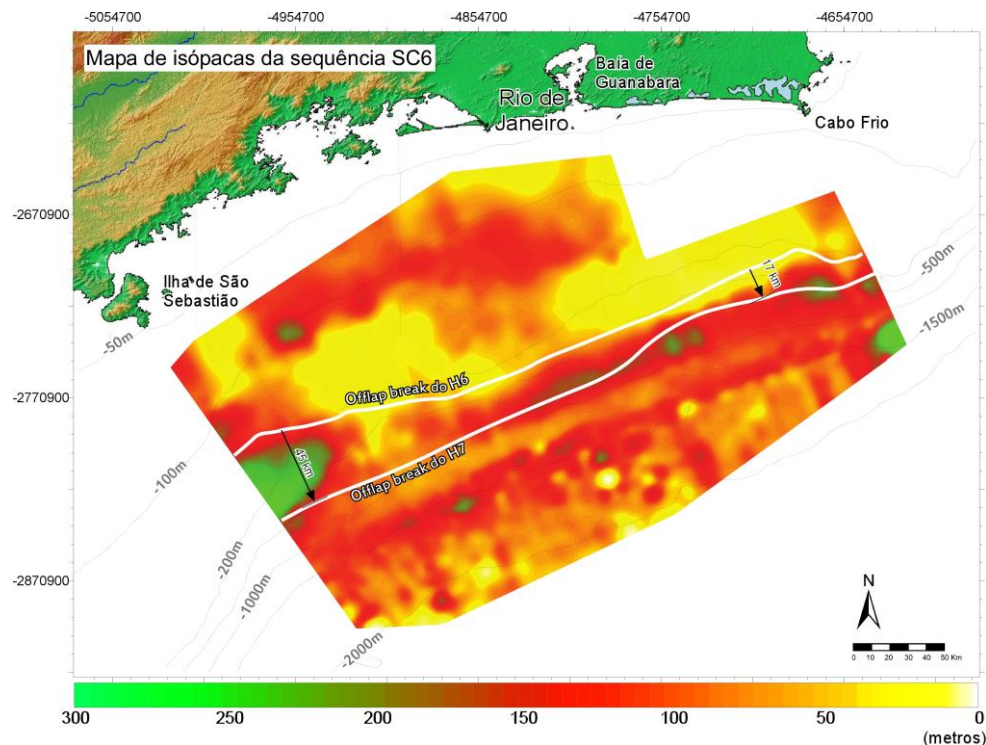 -5054700 -4954700 -4854700 -4754700 -4654700
Mapa de isópacas da sequência SC6
Baía de
Guanabara
Rio de
Janeiro
Cabo Frio
-2670900
Ilha de São
Sebastião
-50m
-500m
-1500m
17 km
Offlap break do H6
-2770900
45 km
Offlap break do H7
-100m
-200m
-1000m
-2000m
-2870900
N
0 10 20 30 40 50 Km
300 250 200 150 100 50 0
(metros)